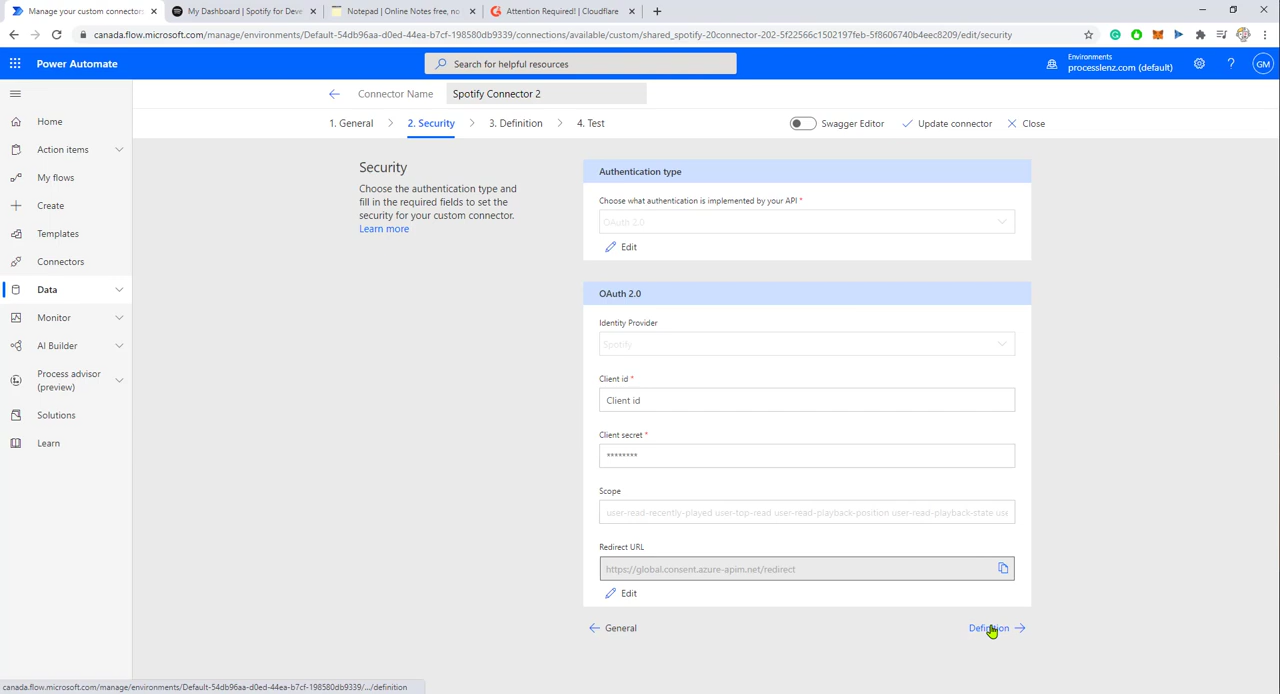 Manage your custom connectors
My Dashboard | Spotify for Deve
Notepad | Online Notes free, no
Attention Required! | Cloudflare
canada.flow.microsoft.com/manage/environments/Default-54db96aa-d0ed-44ea-b7cf-198580db9339/connections/available/custom/shared_spotify-20connector-202-5f22566c1502197feb-5f8606740b4eec8209/edit/security
Power Automate
Search for helpful resources
Environments
processlenz.com (default)
?
GM
Connector Name
Spotify Connector 2
1. General
2. Security
3. Definition
4. Test
Swagger Editor
Update connector
Close
Home
Action items
My flows
Create
Templates
Connectors
Data
Monitor
AI Builder
Process advisor
(preview)
Solutions
Learn
Security
Choose the authentication type and
fill in the required fields to set the
security for your custom connector.
Learn more
Authentication type
Choose what authentication is implemented by your API *
OAuth 2.0
Edit
OAuth 2.0
Identity Provider
Spotify
Client id *
Client id
Client secret *
********
Scope
user-read-recently-played user-top-read user-read-playback-position user-read-playback-state use
Redirect URL
https://global.consent.azure-apim.net/redirect
Edit
General
Definition
canada.flow.microsoft.com/manage/environments/Default-54db96aa-d0ed-44ea-b7cf-198580db9339/.../definition